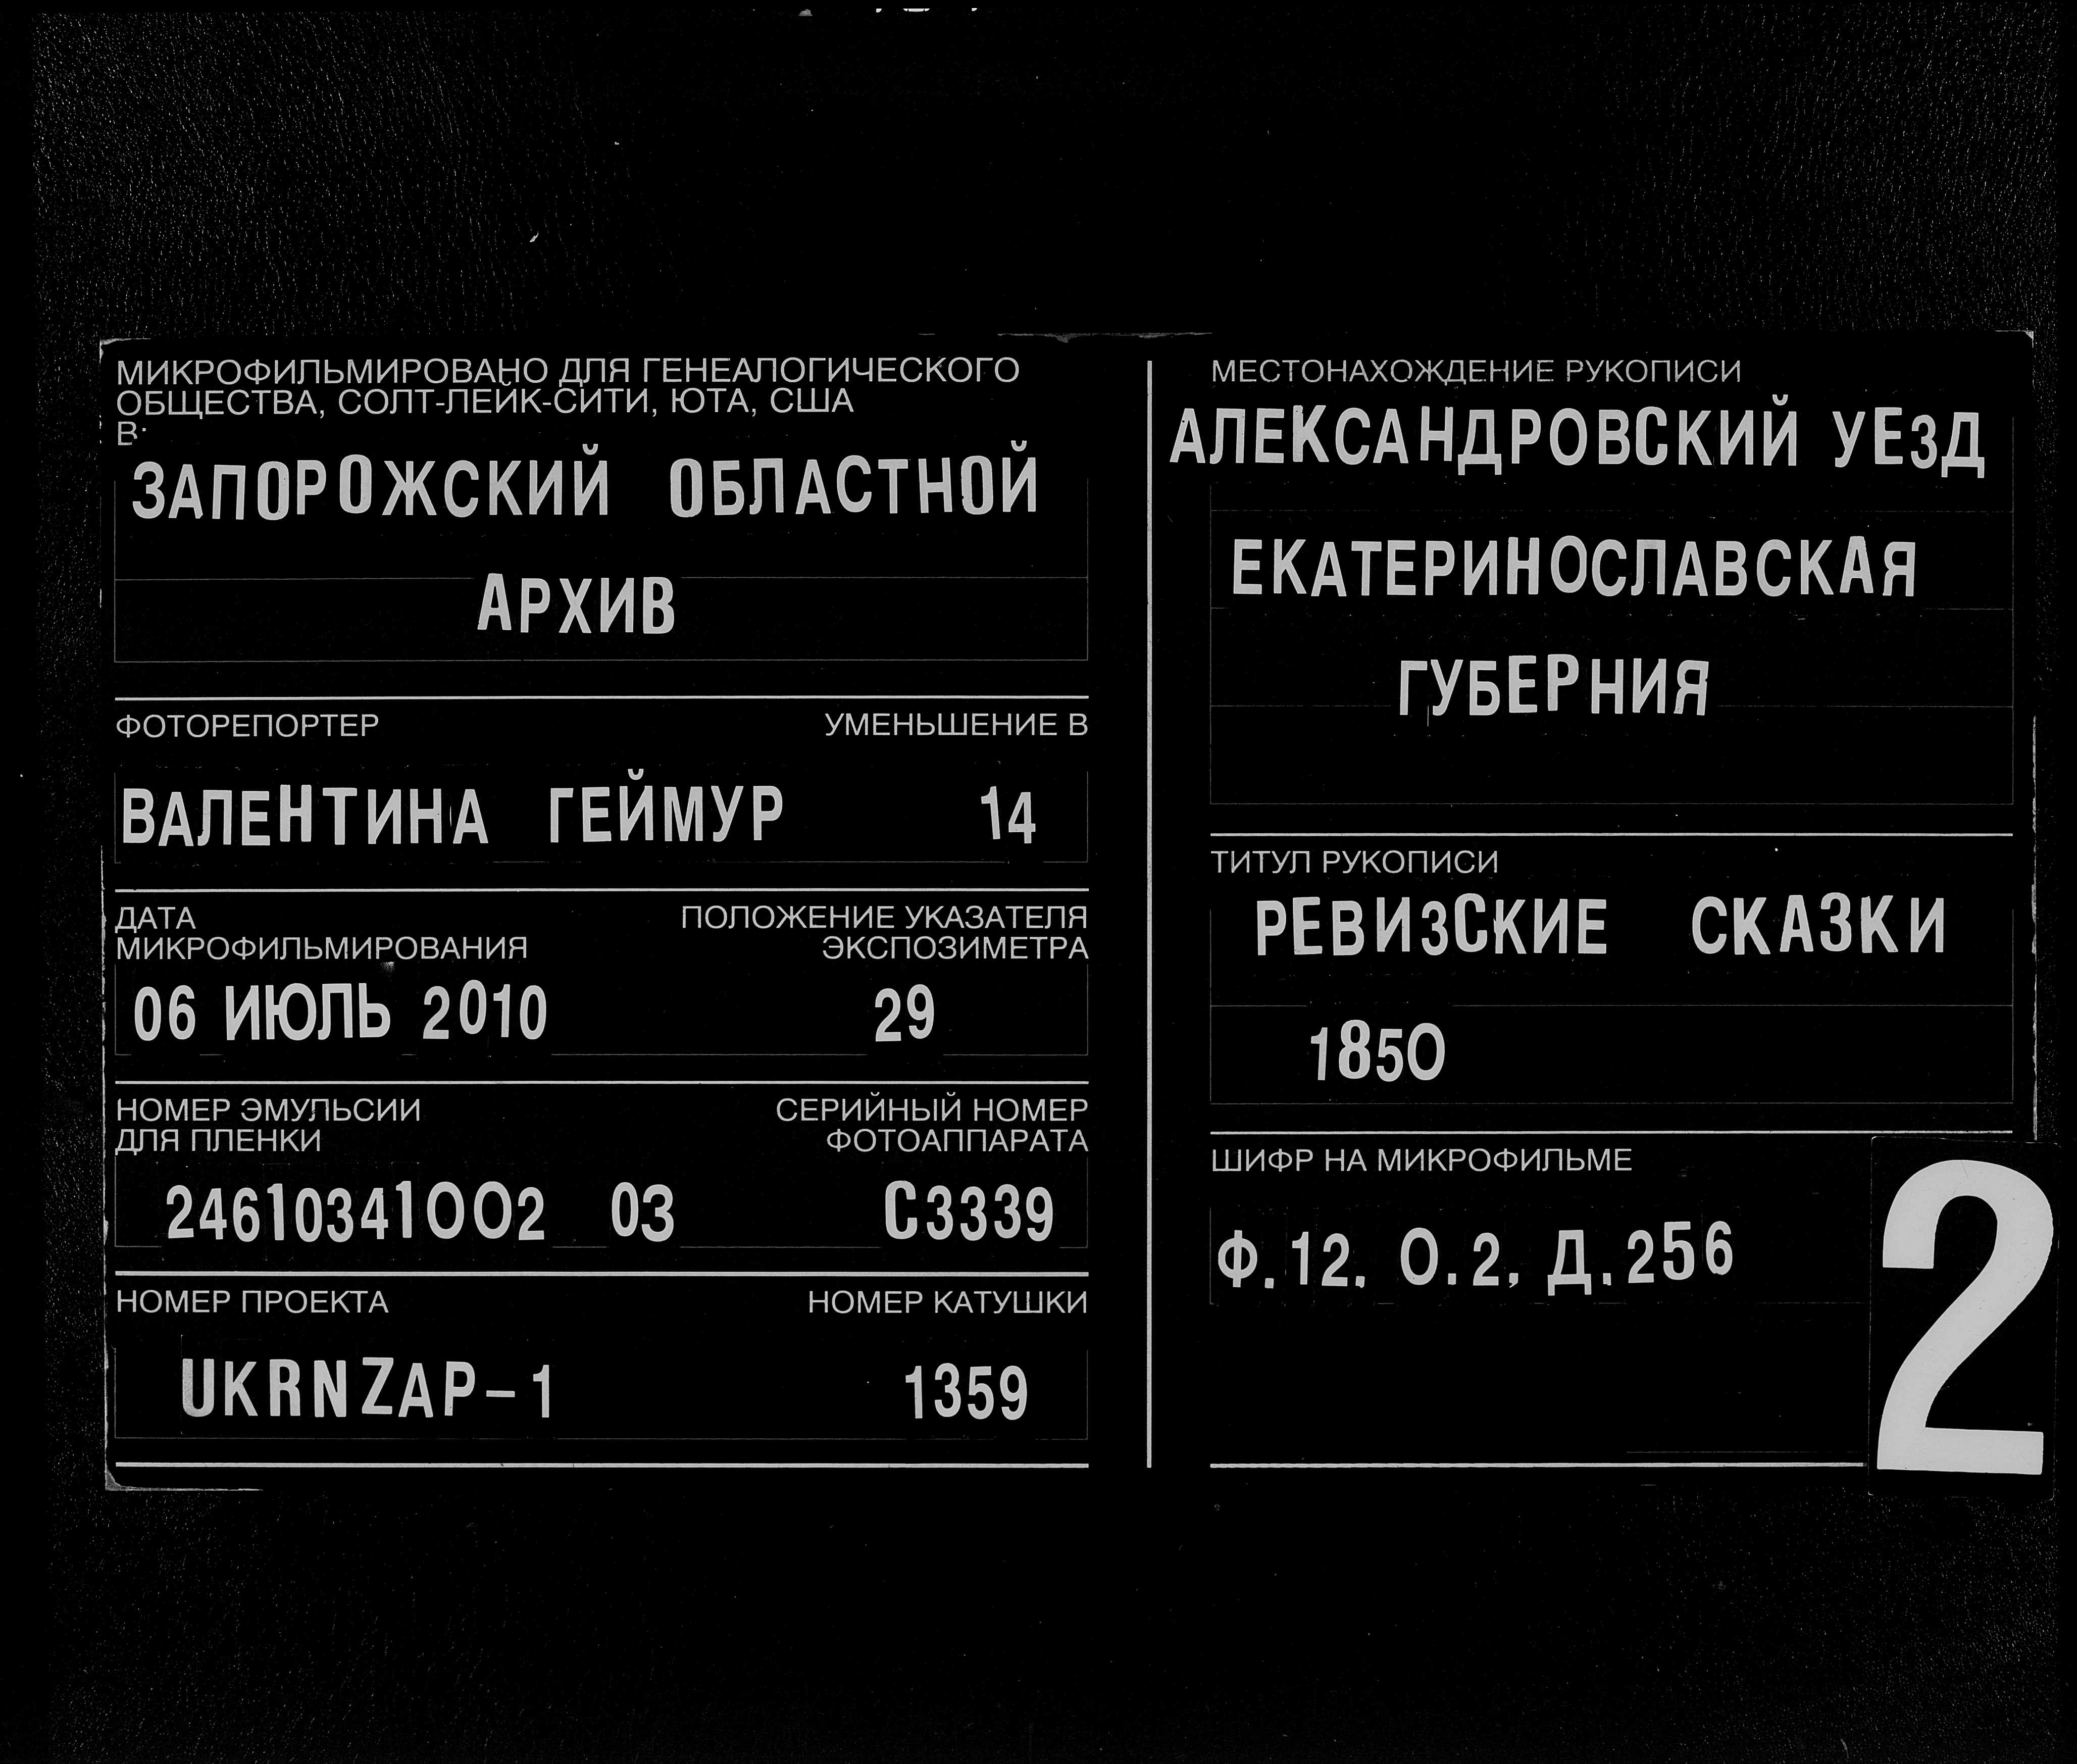 МИКРОФИЛЬМИРОВАНО ДЛЯ ГЕНЕАЛОГИЧЕСКОГО
ОБЩЕСТВА, СОЛТ-ЛЕЙК-СИТИ, ЮТА, США
В:
ЗАПОРОЖСКИЙ ОБЛАСТНОЙ
АРХИВ
ФОТОРЕПОРТЕР УМЕНЬШЕНИЕ В
ВАЛЕНТИНА ГЕЙМУР 14
ДАТА ПОЛОЖЕНИЕ УКАЗАТЕЛЯ
МИКРОФИЛЬМИРОВАНИЯ ЭКСПОЗИМЕТРА
06 ИЮЛЬ 2010 29
НОМЕР ЭМУЛЬСИИ СЕРИЙНЫЙ НОМЕР
ДЛЯ ПЛЕНКИ ФОТОАППАРАТА
24610341002 03 С3339
НОМЕР ПРОЕКТА НОМЕР КАТУШКИ
UKRNZAP-1 1359
МЕСТОНАХОЖДЕНИЕ РУКОПИСИ
АЛЕКСАНДРОВСКИЙ УЕЗД
ЕКАТЕРИНОСЛАВСКАЯ
ГУБЕРНИЯ
ТИТУЛ РУКОПИСИ
РЕВИЗСКИЕ СКАЗКИ
1850
ШИФР НА МИКРОФИЛЬМЕ
Ф.12. О.2, Д.256
2